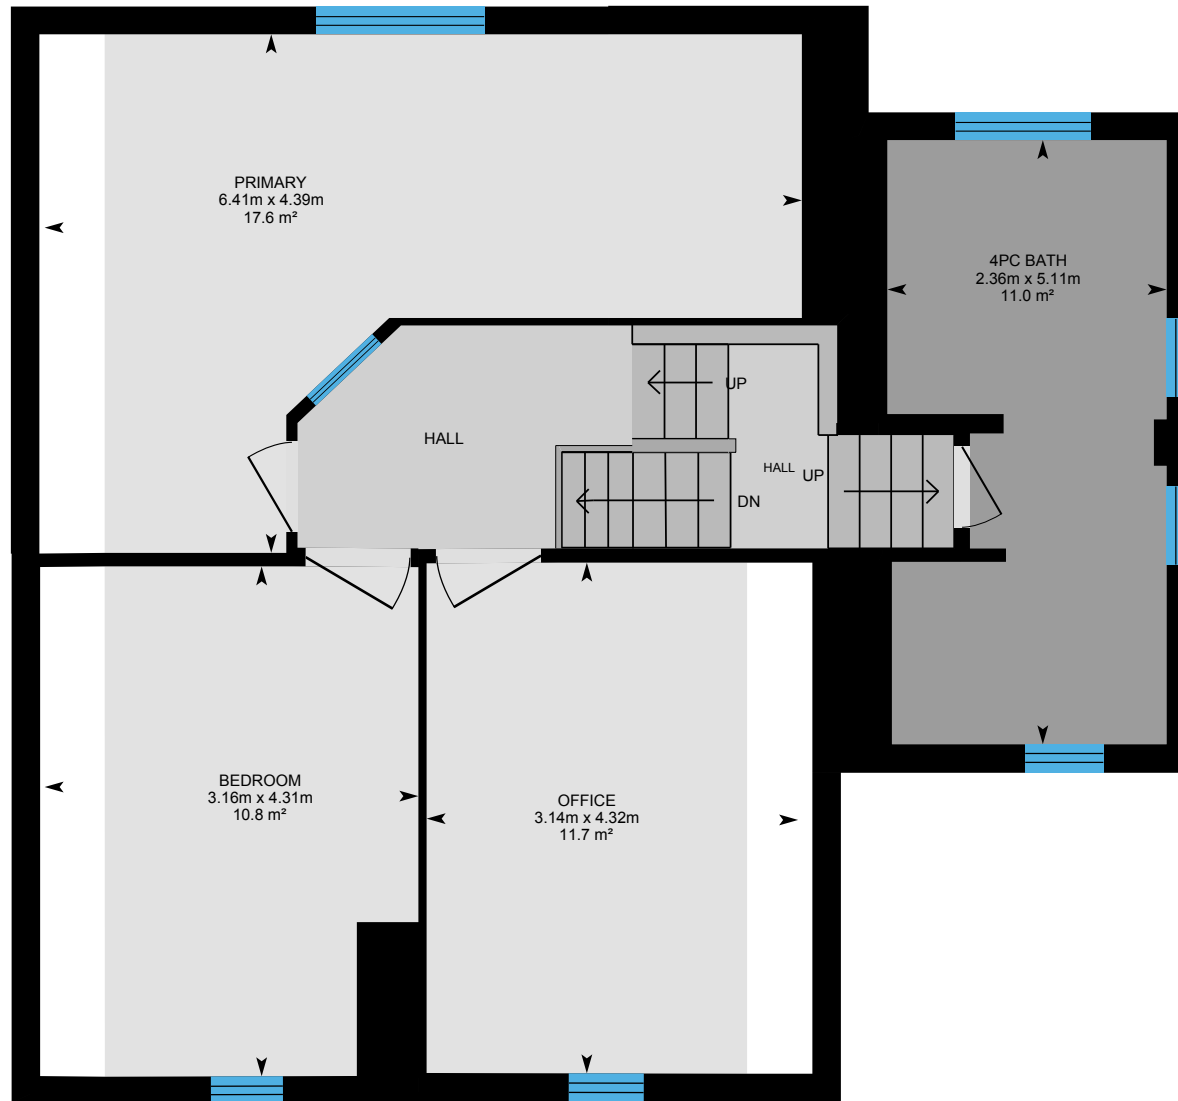 PRIMARY
6.41m x 4.39m
17.6 m²
4PC BATH
2.36m x 5.11m
11.0 m²
UP
HALL
HALL
UP
DN
BEDROOM
3.16m x 4.31m
10.8 m²
OFFICE
3.14m x 4.32m
11.7 m²